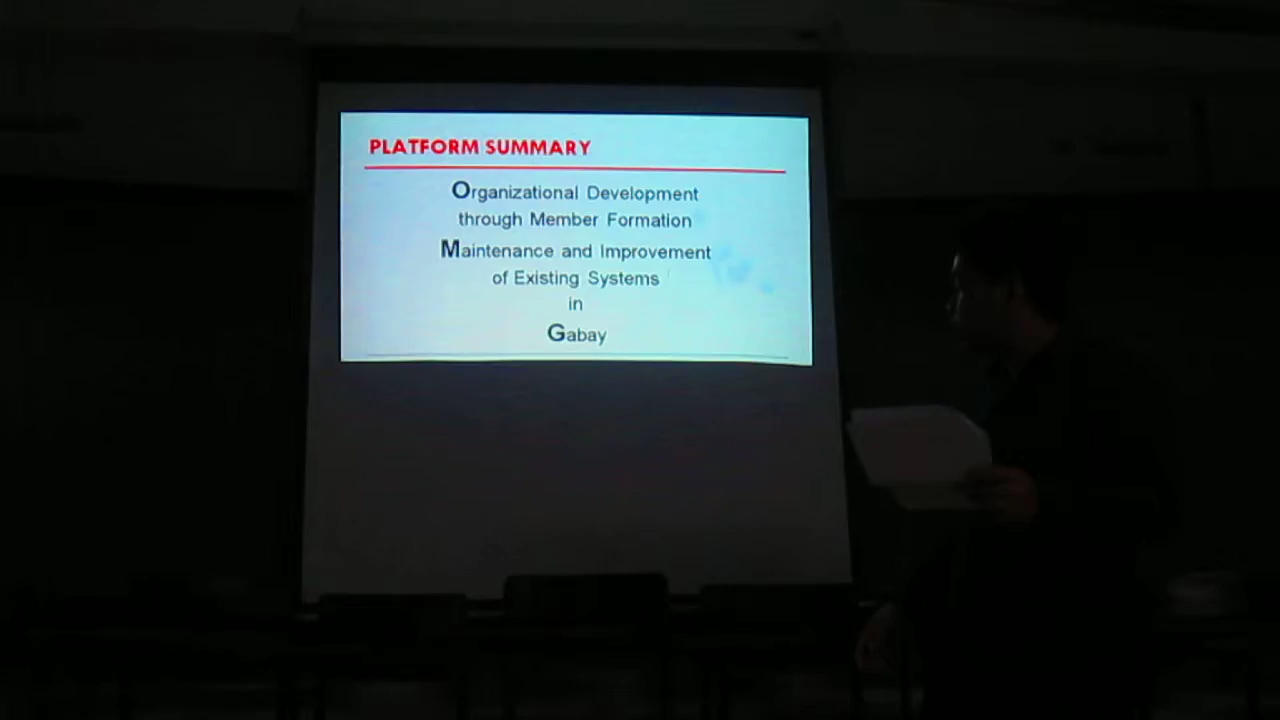 PLATFORM SUMMARY
Organizational Development
through Member Formation
Maintenance and Improvement
of Existing Systems
in
Gabay